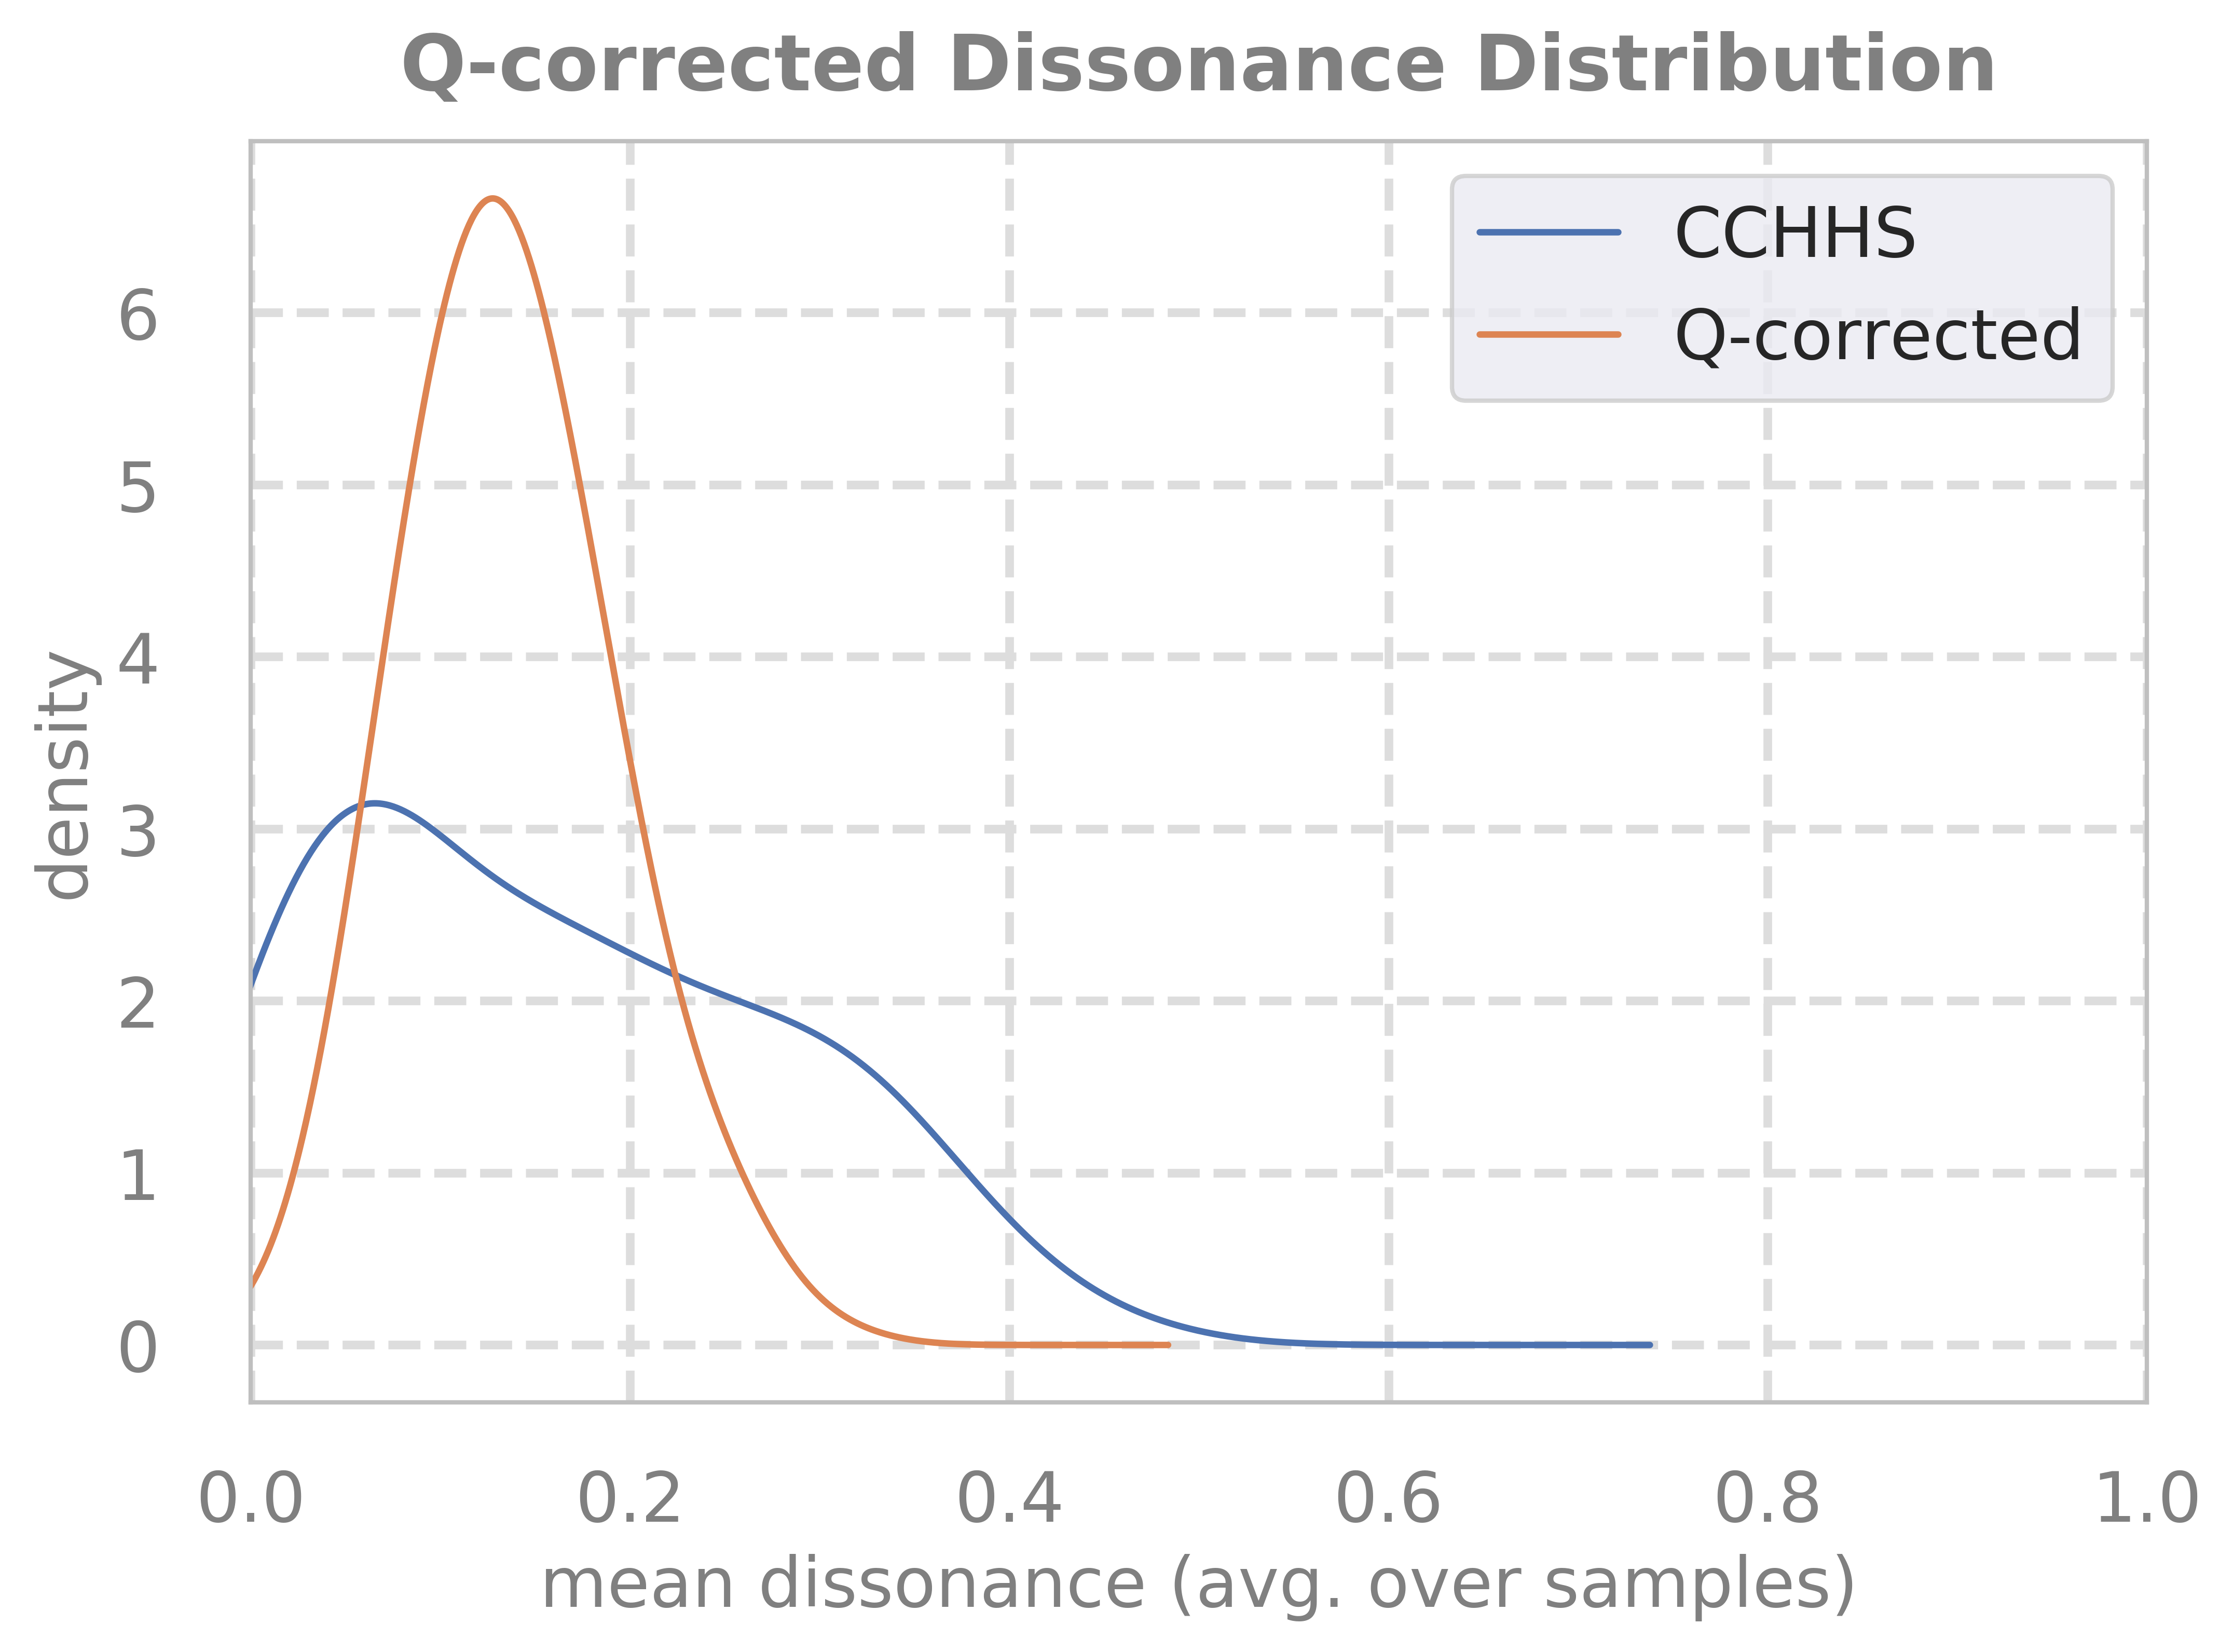 Q-corrected Dissonance Distribution
CCHHS
Q-corrected
density
6
5
4
3
2
1
0
0.0 0.2 0.4 0.6 0.8 1.0
mean dissonance (avg. over samples)